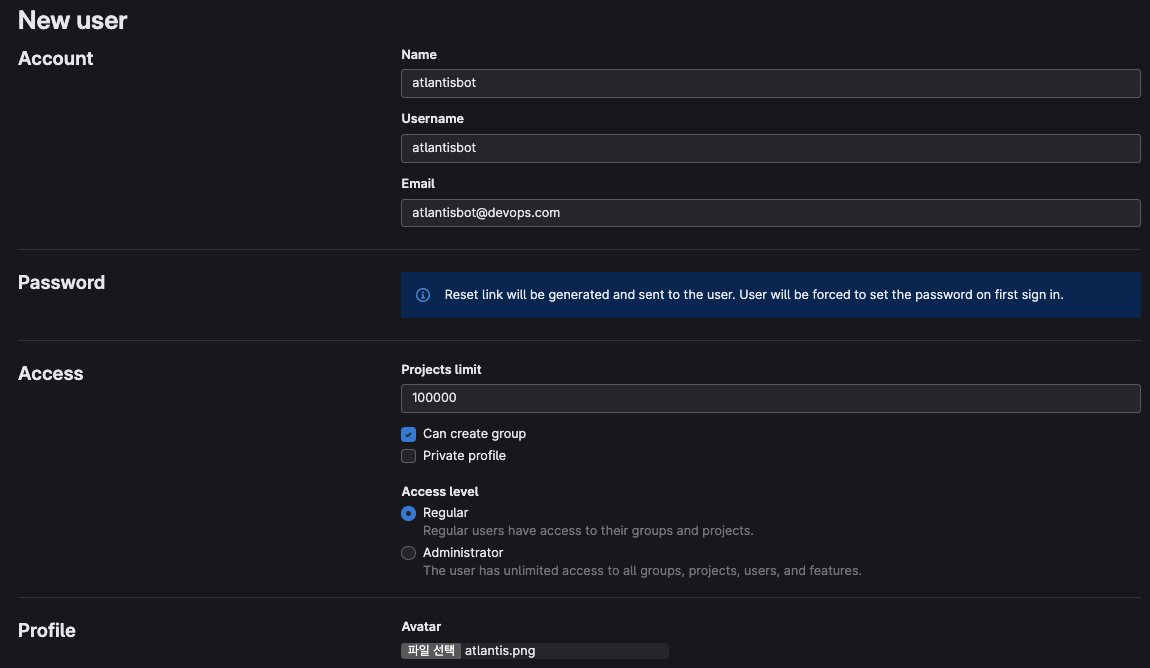 New user
Account
Name
atlantisbot
Username
atlantisbot
Email
atlantisbot@devops.com
Password
Reset link will be generated and sent to the user. User will be forced to set the password on first sign in.
Access
Projects limit
100000
Can create group
Private profile
Access level
Regular
Regular users have access to their groups and projects.
Administrator
The user has unlimited access to all groups, projects, users, and features.
Profile
Avatar
파일 선택 atlantis.png